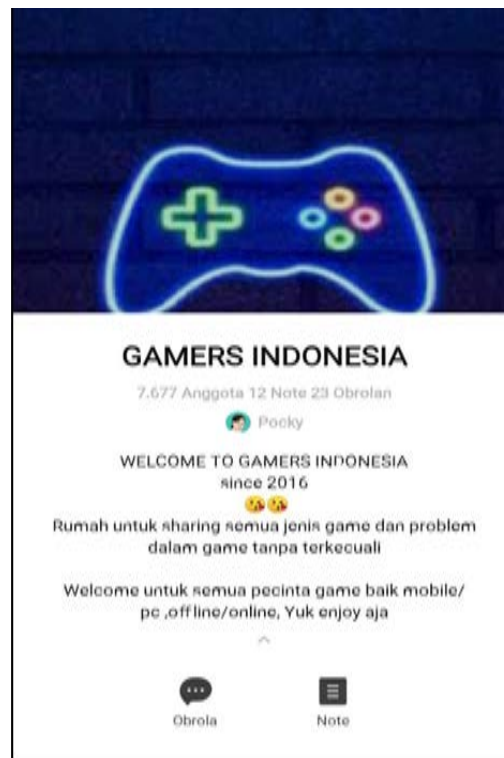 GAMERS INDONESIA
7.677 Anggota 12 Note 23 Obrolan
Pocky
WELCOME TO GAMERS INDONESIA
since 2016
😘😘
Rumah untuk sharing semua jenis game dan problem
dalam game tanpa terkecuali
Welcome untuk semua pecinta game baik mobile/
pc ,offline/online, Yuk enjoy aja
Obrola
Note